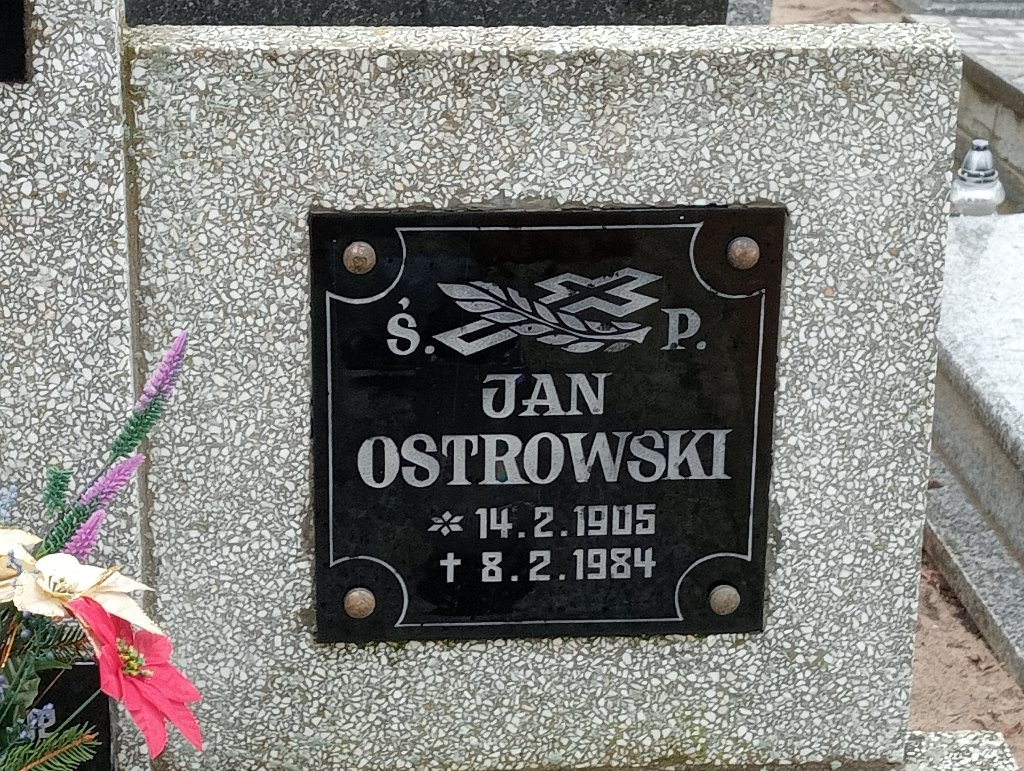 Ś. P.
JAN
OSTROWSKI
* 14.2.1905
✝ 8.2.1984